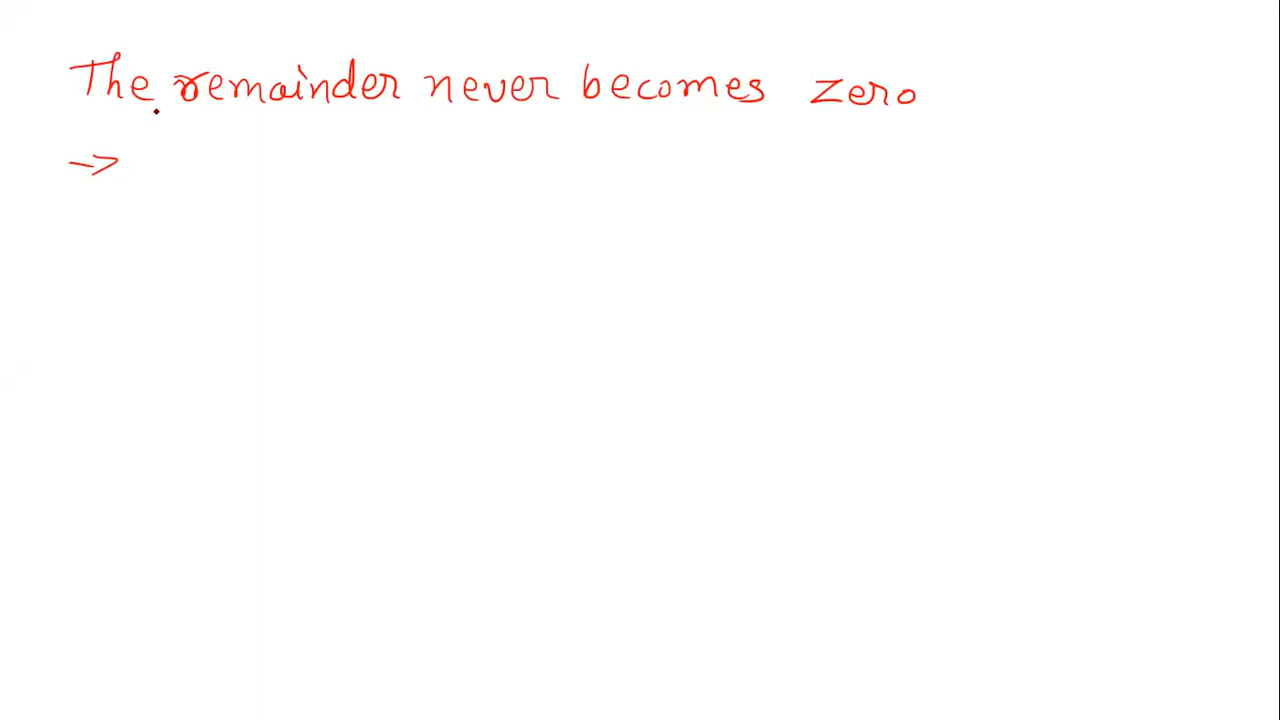 The remainder never becomes zero
→